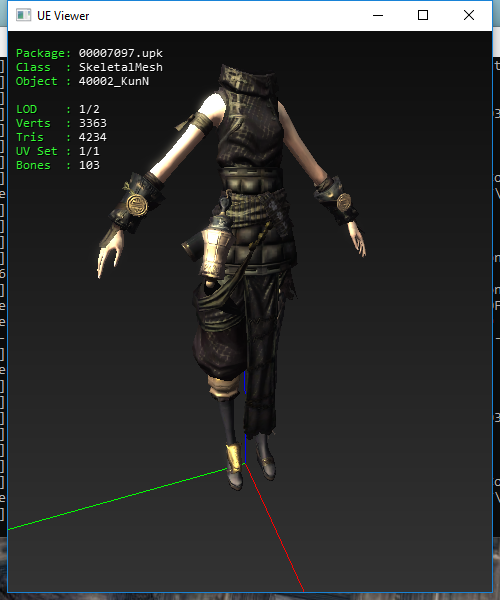 UE Viewer
Package: 00007097.upk
Class : SkeletalMesh
Object : 40002_KunN
LOD : 1/2
Verts : 3363
Tris : 4234
UV Set : 1/1
Bones : 103